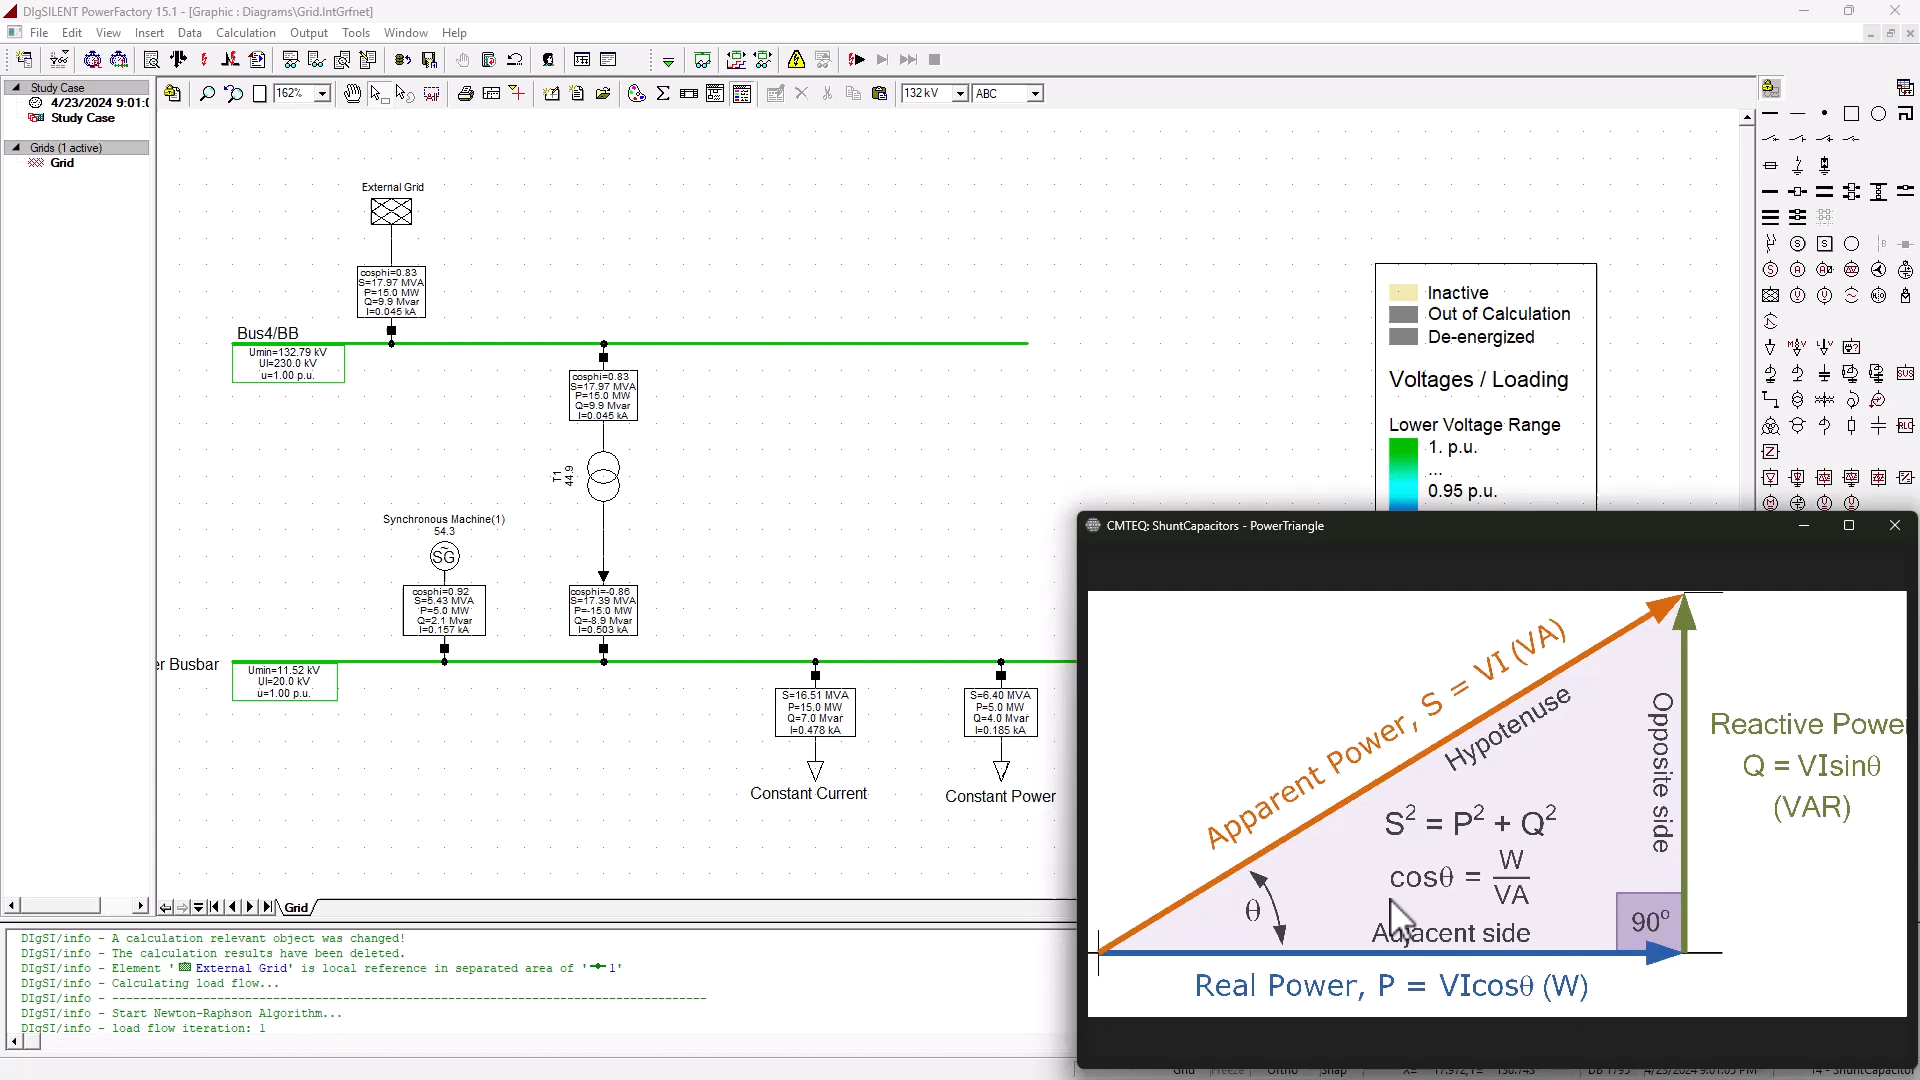 DIgSILENT PowerFactory 15.1 - [Graphic : Diagrams\Grid.IntGrfnet]
File Edit View Insert Data Calculation Output Tools Window Help
Study Case
4/23/2024 9:01:0
Study Case
Grids (1 active)
Grid
162%
132 kV
ABC
External Grid
cosphi=0.83
S=17.97 MVA
P=15.0 MW
Q=9.9 Mvar
I=0.045 kA
Bus4/BB
Umin=132.79 kV
Ul=230.0 kV
u=1.00 p.u.
cosphi=0.83
S=17.97 MVA
P=15.0 MW
Q=9.9 Mvar
I=0.045 kA
T1
44.9
Synchronous Machine(1)
54.3
SG
cosphi=0.92
S=5.43 MVA
P=5.0 MW
Q=2.1 Mvar
I=0.157 kA
cosphi=-0.86
S=17.39 MVA
P=-15.0 MW
Q=-8.9 Mvar
I=0.503 kA
er Busbar
Umin=11.52 kV
Ul=20.0 kV
u=1.00 p.u.
S=16.51 MVA
P=15.0 MW
Q=7.0 Mvar
I=0.478 kA
Constant Current
S=6.40 MVA
P=5.0 MW
Q=4.0 Mvar
I=0.185 kA
Constant Power
Inactive
Out of Calculation
De-energized
Voltages / Loading
Lower Voltage Range
1. p.u.
...
0.95 p.u.
CMTEQ: ShuntCapacitors - PowerTriangle
Apparent Power, S = VI (VA)
Hypotenuse
Opposite side
Reactive Power
Q = VIsinθ
(VAR)
S² = P² + Q²
cosθ = W/VA
θ
90°
Adjacent side
Real Power, P = VIcosθ (W)
Grid
DIgSI/info - A calculation relevant object was changed!
DIgSI/info - The calculation results have been deleted.
DIgSI/info - Element ' External Grid' is local reference in separated area of ' 1'
DIgSI/info - Calculating load flow...
DIgSI/info - ------------------------------------------------------------------------------------
DIgSI/info - Start Newton-Raphson Algorithm...
DIgSI/info - load flow iteration: 1
Grid Freeze Ortho Snap